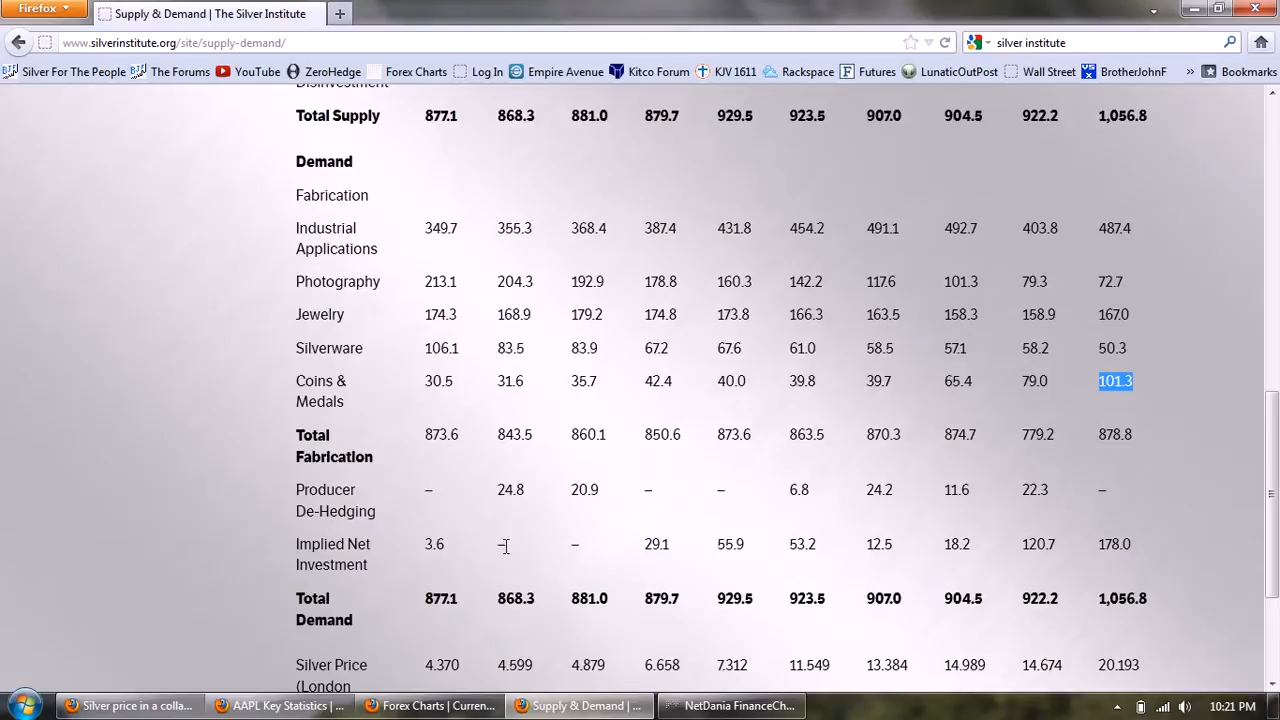 Firefox
Supply & Demand | The Silver Institute
www.silverinstitute.org/site/supply-demand/
silver institute
Silver For The People
The Forums
YouTube
ZeroHedge
Forex Charts
Log In
Empire Avenue
Kitco Forum
KJV 1611
Rackspace
Futures
LunaticOutPost
Wall Street
BrotherJohnF
»
Bookmarks
Disinvestment
Total Supply 877.1 868.3 881.0 879.7 929.5 923.5 907.0 904.5 922.2 1,056.8
Demand
Fabrication
Industrial 349.7 355.3 368.4 387.4 431.8 454.2 491.1 492.7 403.8 487.4
Applications
Photography 213.1 204.3 192.9 178.8 160.3 142.2 117.6 101.3 79.3 72.7
Jewelry 174.3 168.9 179.2 174.8 173.8 166.3 163.5 158.3 158.9 167.0
Silverware 106.1 83.5 83.9 67.2 67.6 61.0 58.5 57.1 58.2 50.3
Coins & 30.5 31.6 35.7 42.4 40.0 39.8 39.7 65.4 79.0 101.3
Medals
Total 873.6 843.5 860.1 850.6 873.6 863.5 870.3 874.7 779.2 878.8
Fabrication
Producer – 24.8 20.9 – – 6.8 24.2 11.6 22.3 –
De-Hedging
Implied Net 3.6 – – 29.1 55.9 53.2 12.5 18.2 120.7 178.0
Investment
Total 877.1 868.3 881.0 879.7 929.5 923.5 907.0 904.5 922.2 1,056.8
Demand
Silver Price 4.370 4.599 4.879 6.658 7.312 11.549 13.384 14.989 14.674 20.193
(London
Silver price in a colla...
AAPL Key Statistics | ...
Forex Charts | Curren...
Supply & Demand | ...
NetDania FinanceCh...
10:21 PM